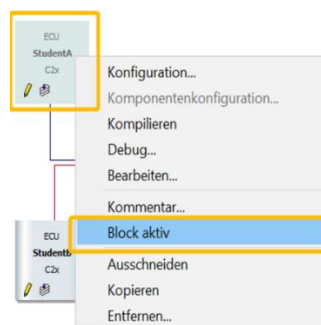 ECU
StudentA
C2x
Konfiguration...
Komponentenkonfiguration...
Kompilieren
Debug...
Bearbeiten...
Kommentar...
Block aktiv
Ausschneiden
Kopieren
Entfernen...
ECU
StudentB
C2x